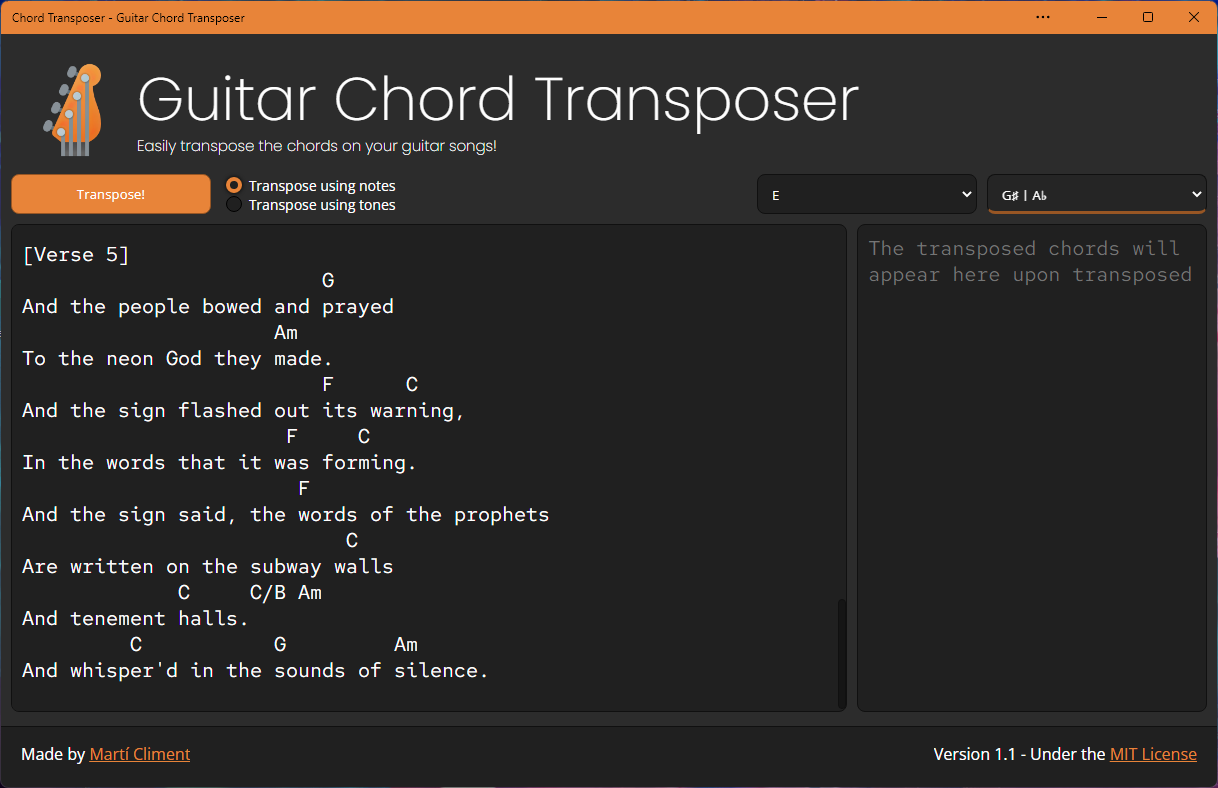 Chord Transposer - Guitar Chord Transposer
Guitar Chord Transposer
Easily transpose the chords on your guitar songs!
Transpose!
Transpose using notes
Transpose using tones
E
G♯ | A♭
[Verse 5]
G
And the people bowed and prayed
Am
To the neon God they made.
F C
And the sign flashed out its warning,
F C
In the words that it was forming.
F
And the sign said, the words of the prophets
C
Are written on the subway walls
C C/B Am
And tenement halls.
C G Am
And whisper'd in the sounds of silence.
The transposed chords will
appear here upon transposed
Made by Martí Climent
Version 1.1 - Under the MIT License